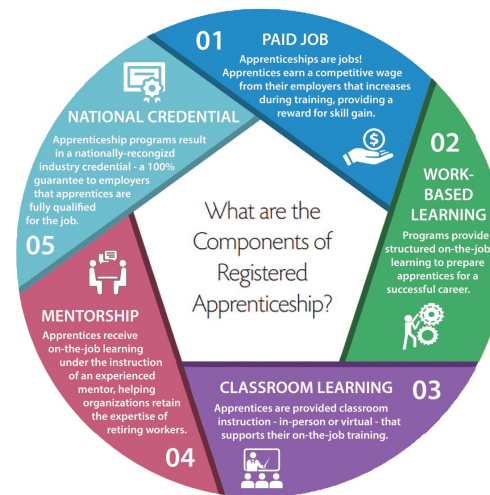 01
PAID JOB
Apprenticeships are jobs!
Apprentices earn a competitive wage
from their employers that increases
during training, providing a
reward for skill gain.
02
WORK-
BASED
LEARNING
Programs provide
structured on-the-job
learning to prepare
apprentices for a
successful career.
CLASSROOM LEARNING
03
Apprentices are provided classroom
instruction - in-person or virtual - that
supports their on-the-job training.
MENTORSHIP
Apprentices receive
on-the-job learning
under the instruction
of an experienced
mentor, helping
organizations retain
the expertise of
retiring workers.
04
NATIONAL CREDENTIAL
Apprenticeship programs result
in a nationally-recongizd
industry credential - a 100%
guarantee to employers
that apprentices are
fully qualified
for the job.
05
What are the
Components of
Registered
Apprenticeship?